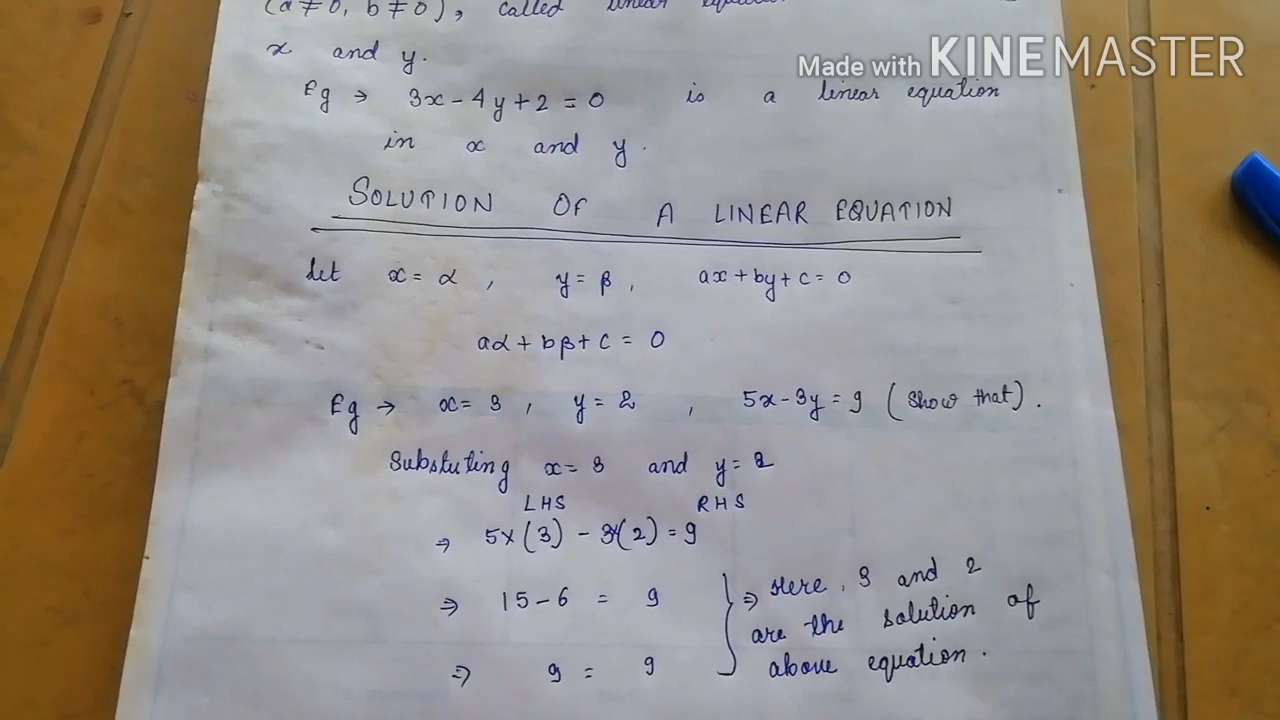 (a≠0, b≠0), called linear
Made with KINEMASTER
x and y.
Eg → 3x-4y+2=0 is a linear equation
in x and y.
SOLUTION OF A LINEAR EQUATION
Let x=α, y=β, ax+by+c=0
aα+bβ+c=0
Eg → x=3, y=2, 5x-3y=9 (Show that).
Substuting x=3 and y=2
LHS RHS
⇒ 5×(3) - 3×(2) = 9
⇒ 15-6 = 9
⇒ 9 = 9
} ⇒ Here, 3 and 2
are the solution of
above equation.